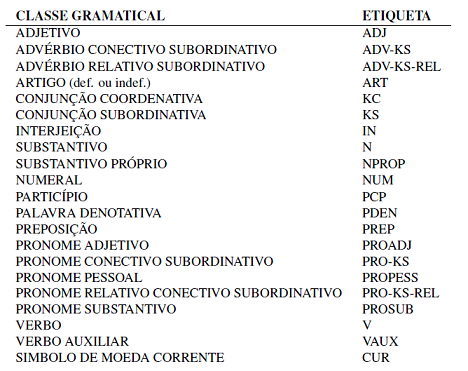 CLASSE GRAMATICAL ETIQUETA
ADJETIVO ADJ
ADVÉRBIO CONECTIVO SUBORDINATIVO ADV-KS
ADVÉRBIO RELATIVO SUBORDINATIVO ADV-KS-REL
ARTIGO (def. ou indef.) ART
CONJUNÇÃO COORDENATIVA KC
CONJUNÇÃO SUBORDINATIVA KS
INTERJEIÇÃO IN
SUBSTANTIVO N
SUBSTANTIVO PRÓPRIO NPROP
NUMERAL NUM
PARTICÍPIO PCP
PALAVRA DENOTATIVA PDEN
PREPOSIÇÃO PREP
PRONOME ADJETIVO PROADJ
PRONOME CONECTIVO SUBORDINATIVO PRO-KS
PRONOME PESSOAL PROPESS
PRONOME RELATIVO CONECTIVO SUBORDINATIVO PRO-KS-REL
PRONOME SUBSTANTIVO PROSUB
VERBO V
VERBO AUXILIAR VAUX
SIMBOLO DE MOEDA CORRENTE CUR